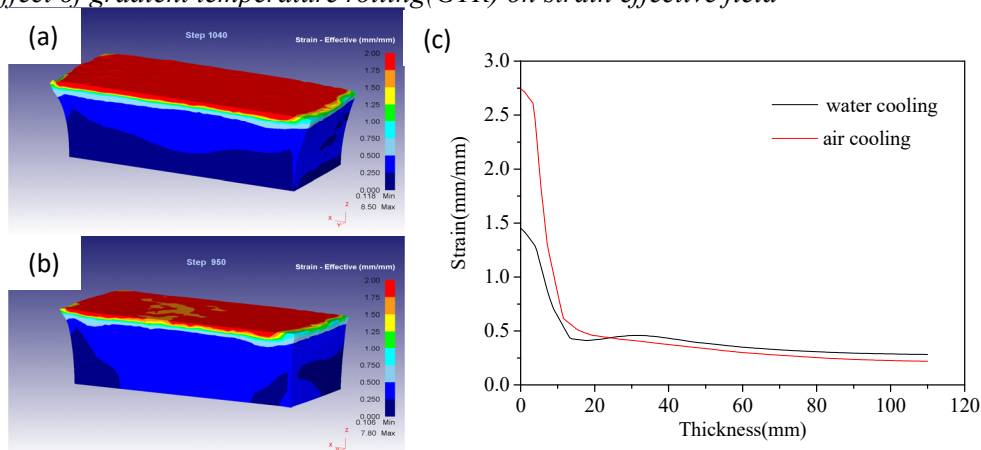 ffect of gradient temperature rolling(GTR) on strain effective field
(a)
Step 1040
Strain - Effective (mm/mm)
2.00
1.75
1.50
1.25
1.00
0.750
0.500
0.250
0.000
0.118 Min
8.50 Max
Z
X
Y
(b)
Step 950
Strain - Effective (mm/mm)
2.00
1.75
1.50
1.25
1.00
0.750
0.500
0.250
0.000
0.106 Min
7.80 Max
Z
X
Y
(c)
3.0
2.5
2.0
1.5
1.0
0.5
0.0
Strain(mm/mm)
water cooling
air cooling
0 20 40 60 80 100 120
Thickness(mm)